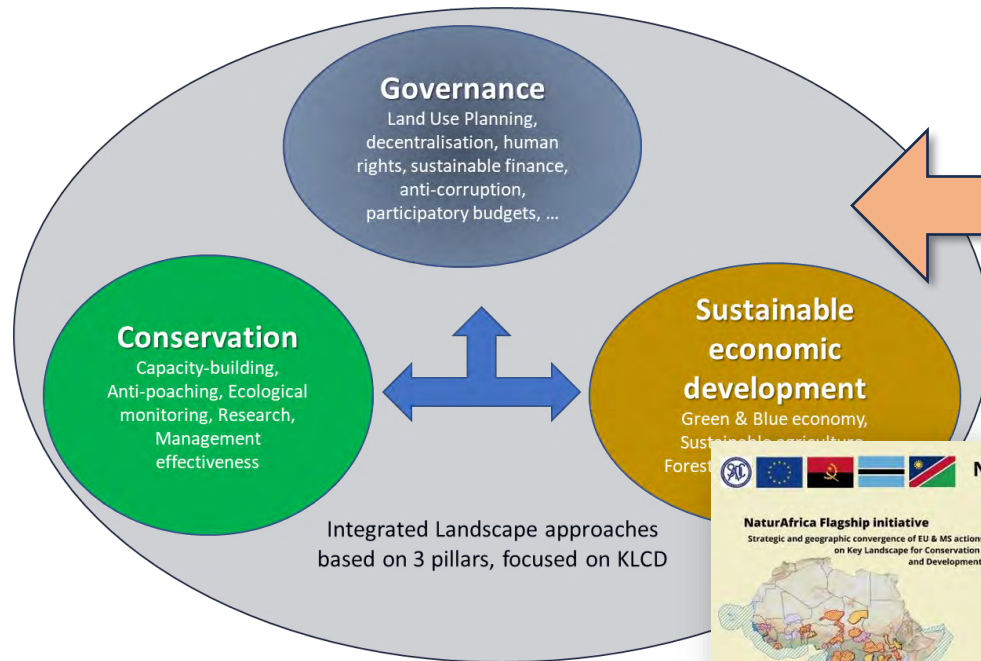 Governance
Land Use Planning,
decentralisation, human
rights, sustainable finance,
anti-corruption,
participatory budgets, ...
Conservation
Capacity-building,
Anti-poaching, Ecological
monitoring, Research,
Management
effectiveness
Sustainable
economic
development
Green & Blue economy,
Sustainable agriculture
Forest
Integrated Landscape approaches
based on 3 pillars, focused on KLCD
N
NaturAfrica Flagship initiative
Strategic and geographic convergence of EU & MS actions
on Key Landscape for Conservation
and Development